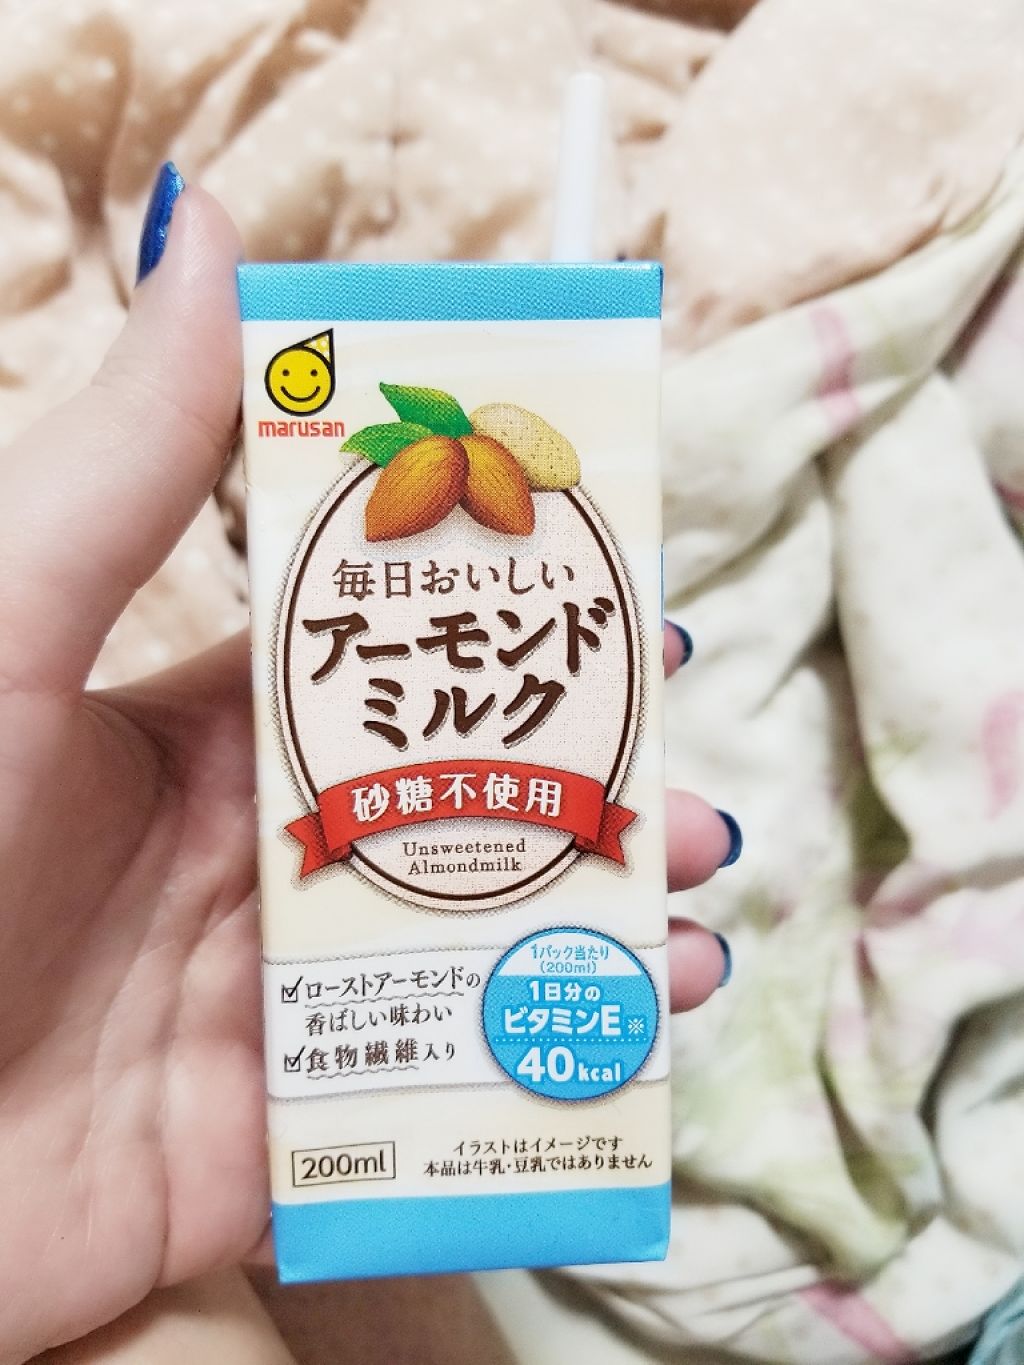 marusan
毎日おいしい
アーモンド
ミルク
砂糖不使用
Unsweetened
Almondmilk
ローストアーモンドの
香ばしい味わい
食物繊維入り
1パック当たり
(200ml)
1日分の
ビタミンE※
40kcal
200ml
イラストはイメージです
本品は牛乳・豆乳ではありません